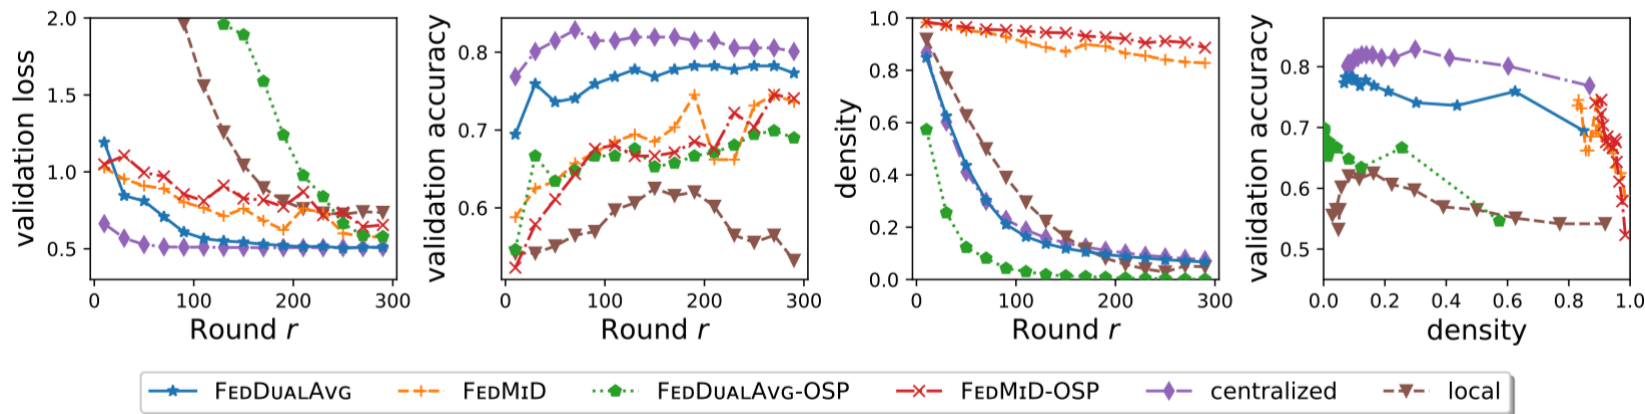 validation loss
2.0
1.5
1.0
0.5
0 100 200 300
Round r
validation accuracy
0.8
0.7
0.6
0 100 200 300
Round r
density
1.0
0.8
0.6
0.4
0.2
0.0
0 100 200 300
Round r
validation accuracy
0.8
0.7
0.6
0.5
0.0 0.2 0.4 0.6 0.8 1.0
density
FEDDUALAVG FEDMID FEDDUALAVG-OSP FEDMID-OSP centralized local